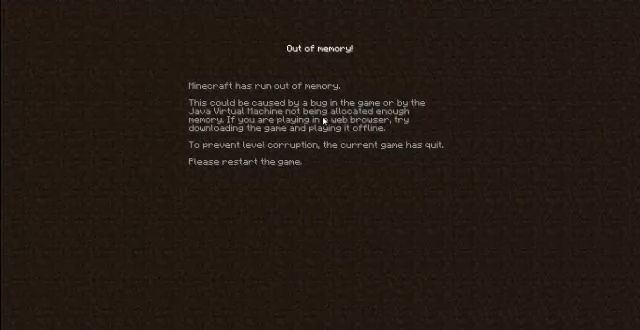 Out of memory!
Minecraft has run out of memory.
This could be caused by a bug in the game or by the
Java Virtual Machine not being allocated enough
memory. If you are playing in a web browser, try
downloading the game and playing it offline.
To prevent level corruption, the current game has quit.
Please restart the game.